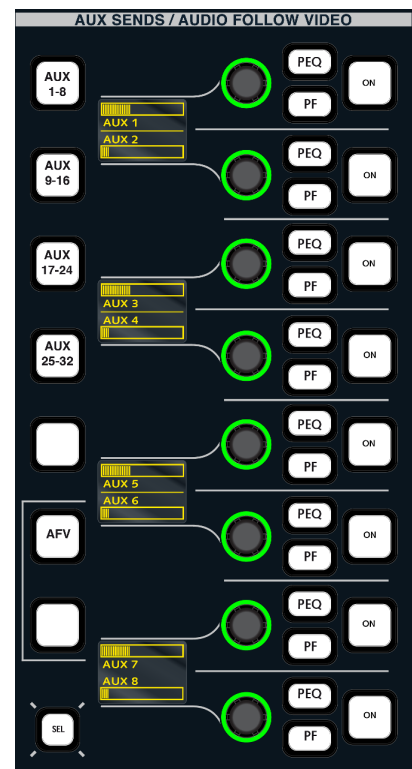 AUX SENDS / AUDIO FOLLOW VIDEO
AUX
1-8
AUX 1
AUX 2
PEQ
PF
ON
AUX
9-16
PEQ
PF
ON
AUX
17-24
AUX 3
AUX 4
PEQ
PF
ON
AUX
25-32
PEQ
PF
ON
AUX 5
AUX 6
PEQ
PF
ON
AFV
PEQ
PF
ON
AUX 7
AUX 8
PEQ
PF
ON
SEL
PEQ
PF
ON